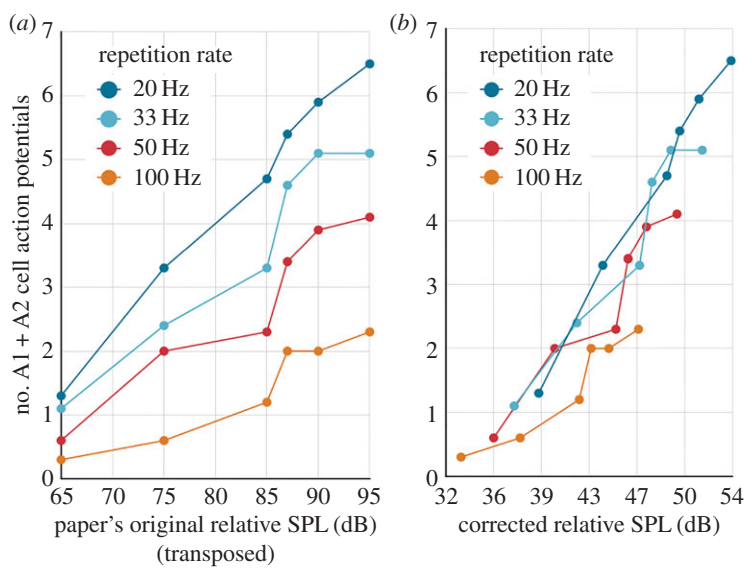 (a)
repetition rate
20 Hz
33 Hz
50 Hz
100 Hz
no. A1 + A2 cell action potentials
7
6
5
4
3
2
1
0
65 70 75 80 85 90 95
paper's original relative SPL (dB)
(transposed)
(b)
repetition rate
20 Hz
33 Hz
50 Hz
100 Hz
7
6
5
4
3
2
1
0
32 36 39 43 47 50 54
corrected relative SPL (dB)